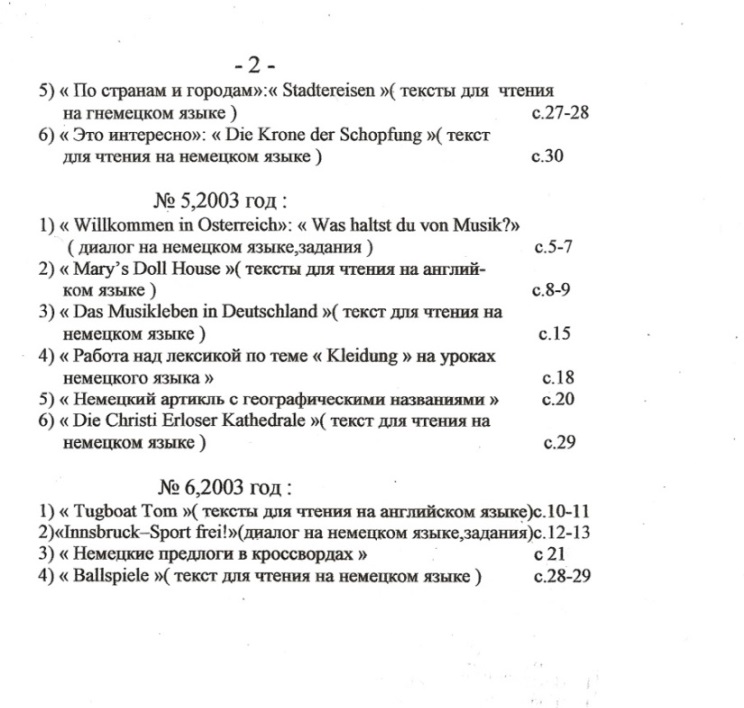 - 2 -
5) « По странам и городам»:« Stadtereisen »( тексты для чтения
на гнемецком языке ) с.27-28
6) « Это интересно»: « Die Krone der Schopfung »( текст
для чтения на немецком языке ) с.30
№ 5,2003 год :
1) « Willkommen in Osterreich»: « Was haltst du von Musik?»
( диалог на немецком языке,задания ) с.5-7
2) « Mary’s Doll House »( тексты для чтения на англий-
ком языке ) с.8-9
3) « Das Musikleben in Deutschland »( текст для чтения на
немецком языке ) с.15
4) « Работа над лексикой по теме « Kleidung » на уроках
немецкого языка » с.18
5) « Немецкий артикль с географическими названиями » с.20
6) « Die Christi Erloser Kathedrale »( текст для чтения на
немецком языке ) с.29
№ 6,2003 год :
1) « Tugboat Tom »( тексты для чтения на английском языке)с.10-11
2)«Innsbruck–Sport frei!»(диалог на немецком языке,задания)с.12-13
3) « Немецкие предлоги в кроссвордах » с 21
4) « Ballspiele »( текст для чтения на немецком языке ) с.28-29